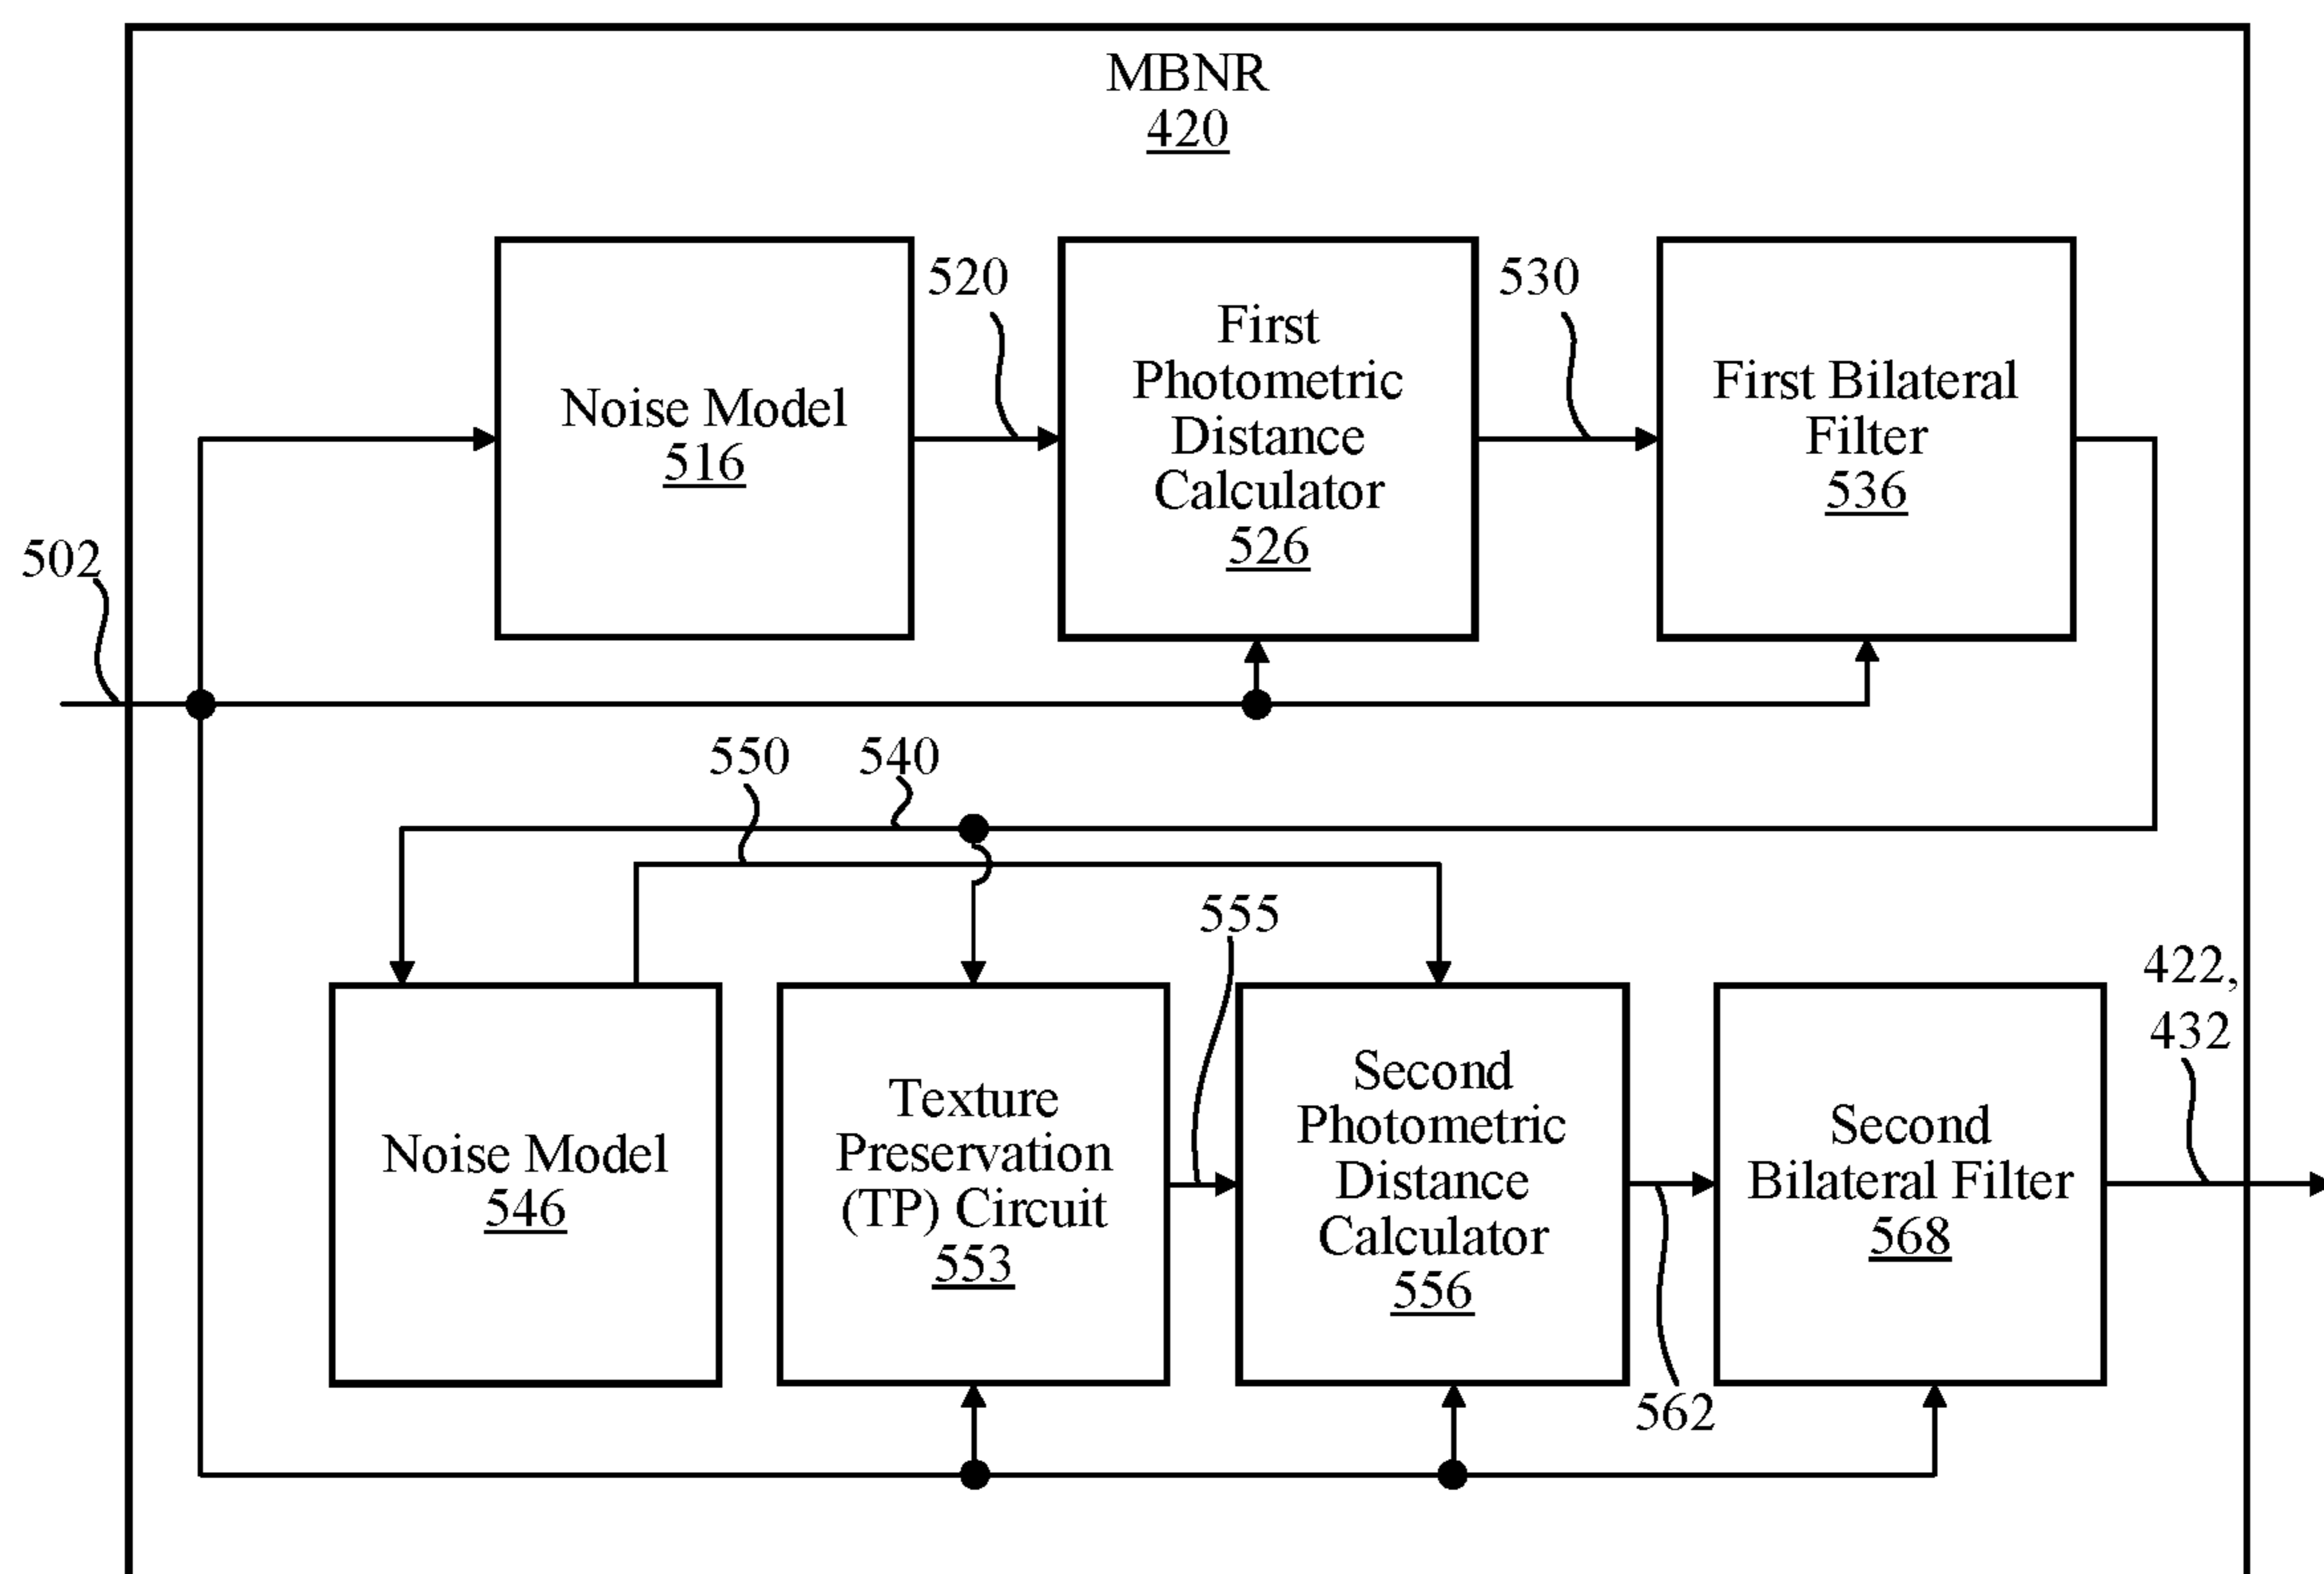 MBNR
420
520
530
First
Photometric
Distance
Calculator
526
Noise Model
516
First Bilateral
Filter
536
502
550
540
555
422,
432
Noise Model
546
Texture
Preservation
(TP) Circuit
553
Second
Photometric
Distance
Calculator
556
Second
Bilateral Filter
568
562